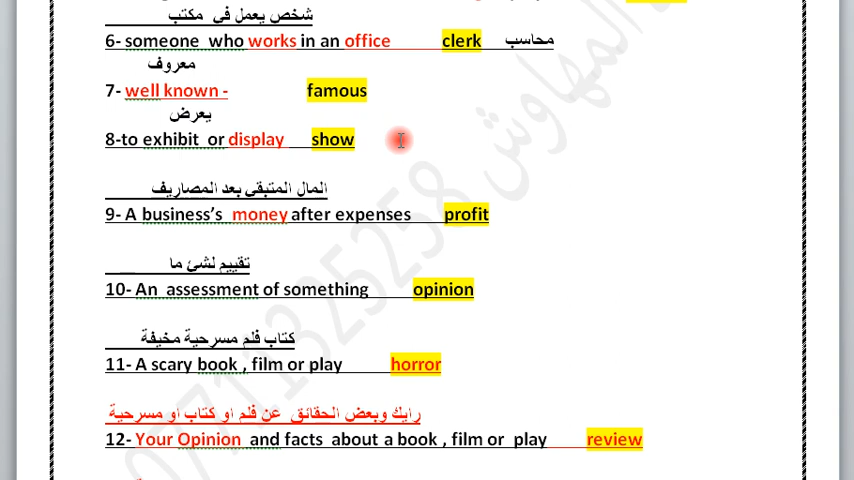 شخص يعمل في مكتب
6- someone who works in an office clerk محاسب
معروف
7- well known - famous
يعرض
8-to exhibit or display show
المال المتبقي بعد المصاريف
9- A business's money after expenses profit
تقييم لشئ ما
10- An assessment of something opinion
كتاب فلم مسرحية مخيفة
11- A scary book , film or play horror
رايك وبعض الحقائق عن فلم او كتاب او مسرحية
12- Your Opinion and facts about a book , film or play review